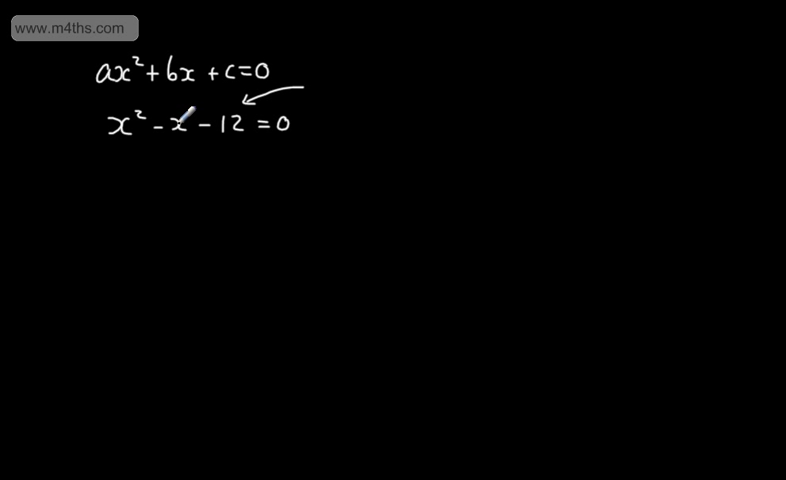 www.m4ths.com
ax² + bx + c = 0
x² - x - 12 = 0